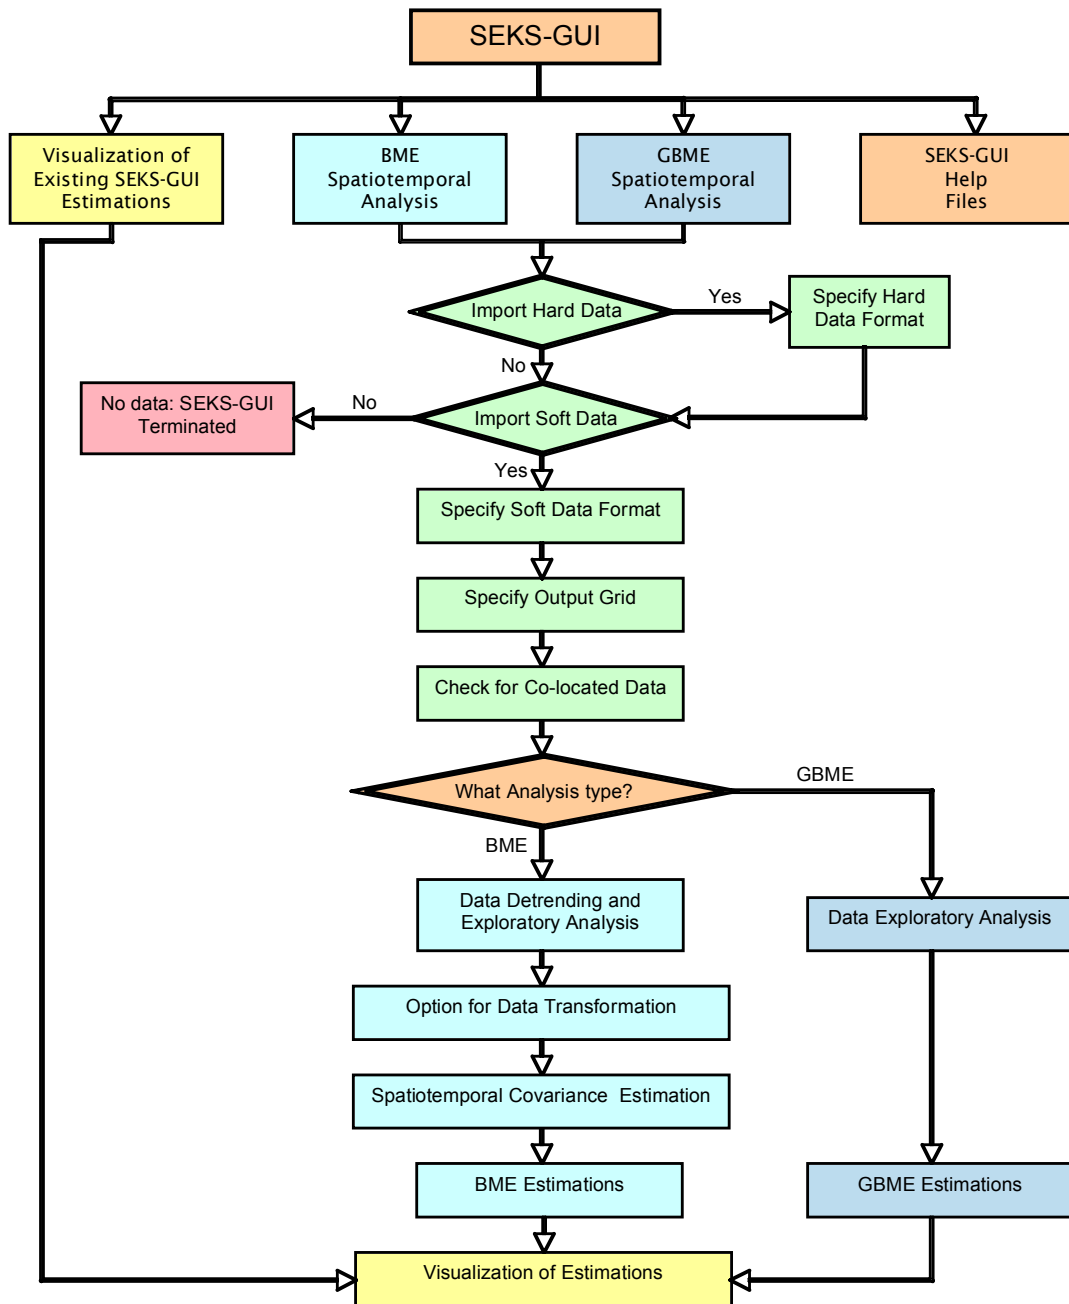 SEKS-GUI
Visualization of
Existing SEKS-GUI
Estimations
BME
Spatiotemporal
Analysis
GBME
Spatiotemporal
Analysis
SEKS-GUI
Help
Files
Import Hard Data
Yes
Specify Hard
Data Format
No
No data: SEKS-GUI
Terminated
No
Import Soft Data
Yes
Specify Soft Data Format
Specify Output Grid
Check for Co-located Data
What Analysis type?
GBME
BME
Data Detrending and
Exploratory Analysis
Data Exploratory Analysis
Option for Data Transformation
Spatiotemporal Covariance  Estimation
BME Estimations
GBME Estimations
Visualization of Estimations